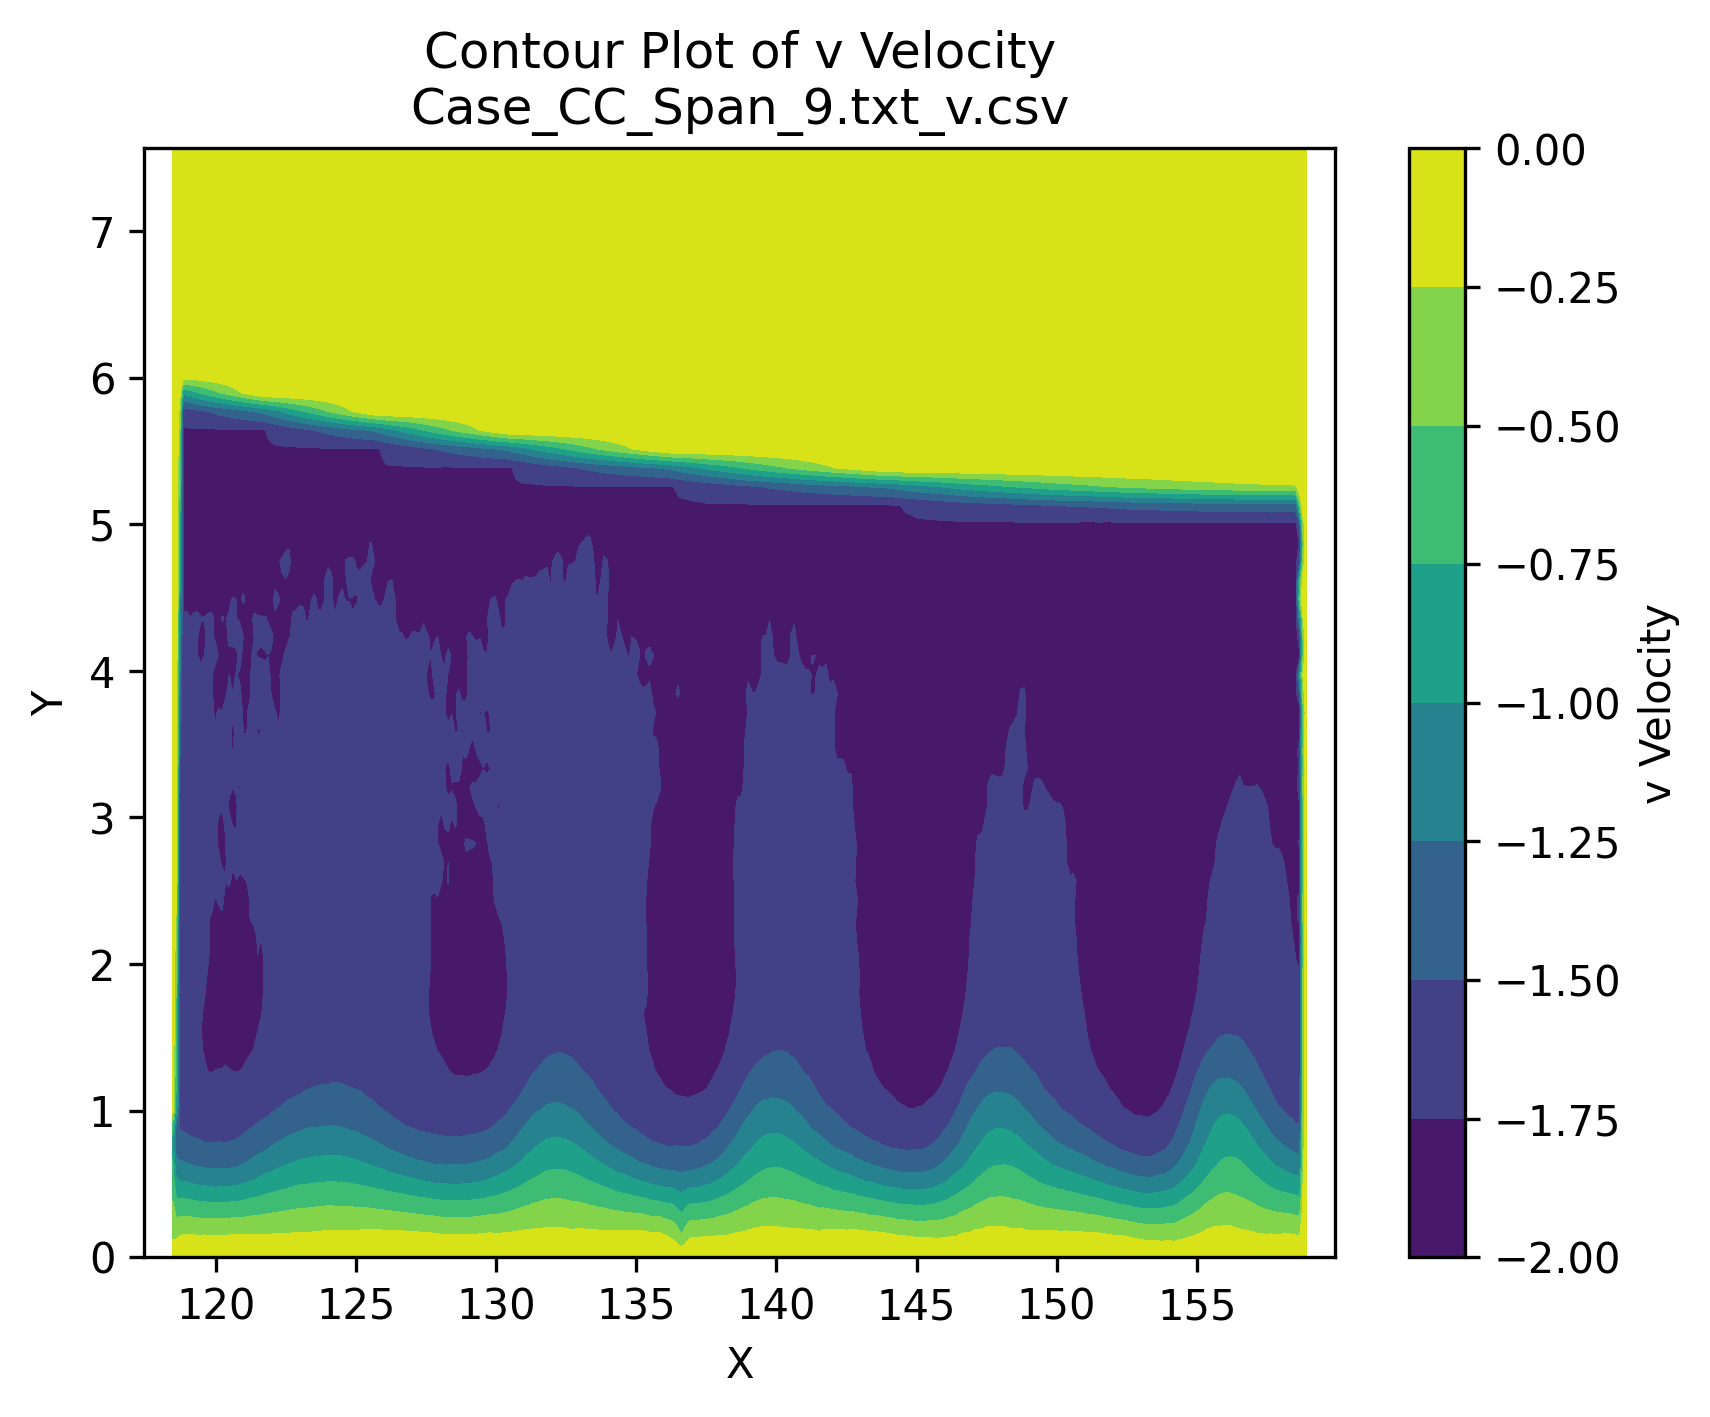 Contour Plot of v Velocity
Case_CC_Span_9.txt_v.csv
7
6
5
4
3
2
1
0
Y
120 125 130 135 140 145 150 155
X
0.00
−0.25
−0.50
−0.75
−1.00
−1.25
−1.50
−1.75
−2.00
v Velocity